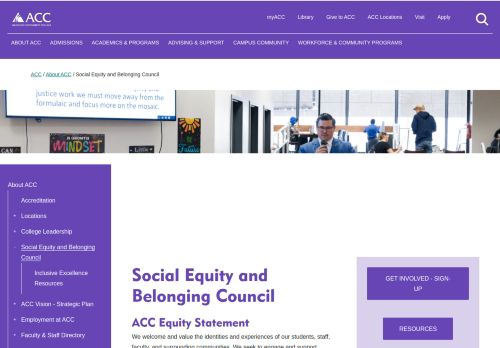 ACC
myACC Library Give to ACC ACC Locations Visit Apply
ABOUT ACC ADMISSIONS ACADEMICS & PROGRAMS ADVISING & SUPPORT CAMPUS COMMUNITY WORKFORCE & COMMUNITY PROGRAMS
ACC / About ACC / Social Equity and Belonging Council
justice work we must move away from the
formulaic and focus more on the mosaic.
MINDSET
CAN
Future
About ACC
Accreditation
Locations
College Leadership
Social Equity and Belonging
Council
Inclusive Excellence
Resources
ACC Vision - Strategic Plan
Employment at ACC
Faculty & Staff Directory
Social Equity and
Belonging Council
ACC Equity Statement
We welcome and value the identities and experiences of our students, staff,
faculty, and surrounding communities. We seek to engage and support
GET INVOLVED - SIGN-
UP
RESOURCES